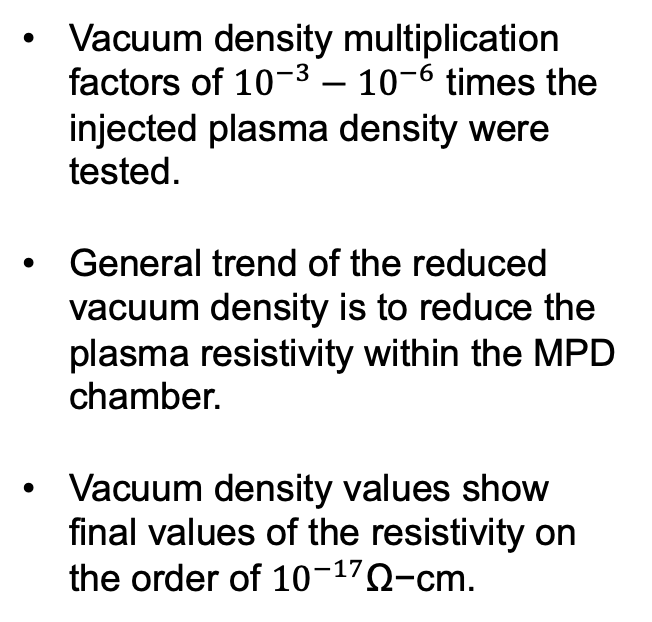 • Vacuum density multiplication
factors of 10⁻³ – 10⁻⁶ times the
injected plasma density were
tested.
• General trend of the reduced
vacuum density is to reduce the
plasma resistivity within the MPD
chamber.
• Vacuum density values show
final values of the resistivity on
the order of 10⁻¹⁷Ω−cm.